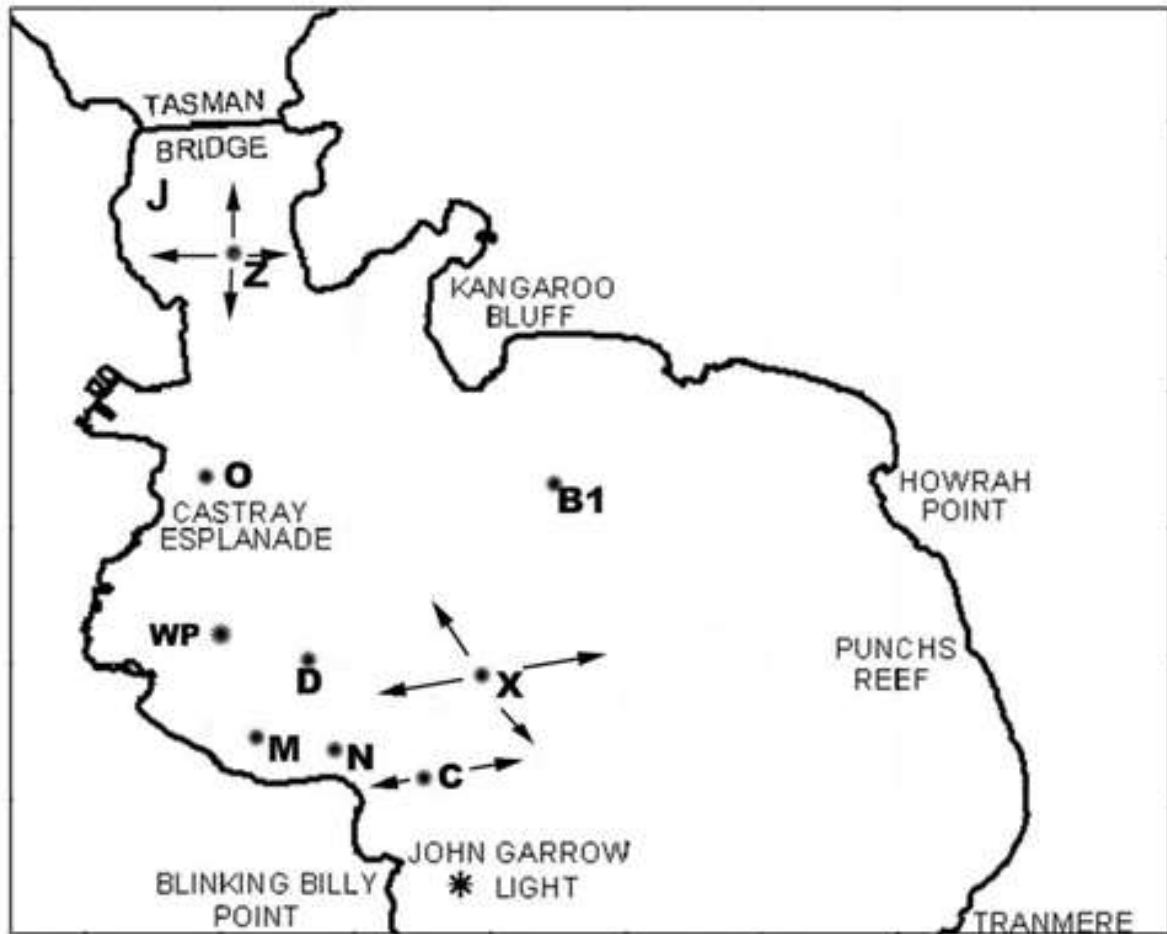 TASMAN
BRIDGE
J
Z
KANGAROO
BLUFF
O
CASTRAY
ESPLANADE
B1
HOWRAH
POINT
WP
D
X
PUNCHS
REEF
M
N
C
JOHN GARROW
LIGHT
BLINKING BILLY
POINT
TRANMERE